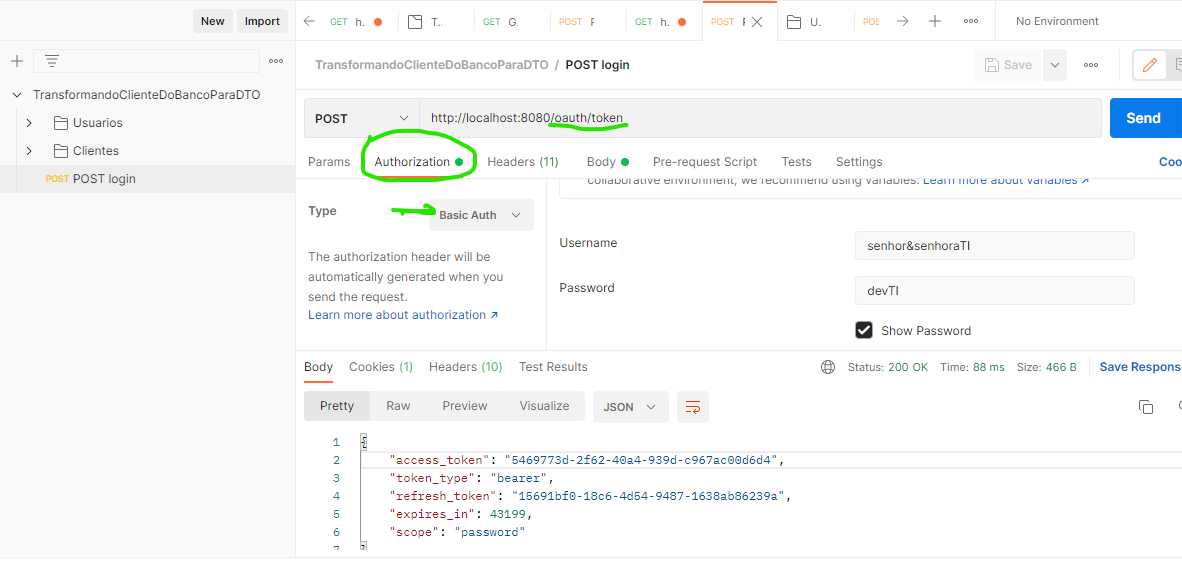 New Import
GET h. T.. GET G. POST F GET h. POST F U. POS No Environment
TransformandoClienteDoBancoParaDTO / POST login Save
TransformandoClienteDoBancoParaDTO
Usuarios
Clientes
POST POST login
POST http://localhost:8080/oauth/token Send
Params Authorization Headers (11) Body Pre-request Script Tests Settings Coo
collaborative environment, we recommend using variables. Learn more about variables ↗
Type Basic Auth
The authorization header will be
automatically generated when you
send the request.
Learn more about authorization ↗
Username senhor&senhoraTI
Password devTI
Show Password
Body Cookies (1) Headers (10) Test Results Status: 200 OK Time: 88 ms Size: 466 B Save Respons
Pretty Raw Preview Visualize JSON
1 {
2 "access_token": "5469773d-2f62-40a4-939d-c967ac00d6d4",
3 "token_type": "bearer",
4 "refresh_token": "15691bf0-18c6-4d54-9487-1638ab86239a",
5 "expires_in": 43199,
6 "scope": "password"
7 }